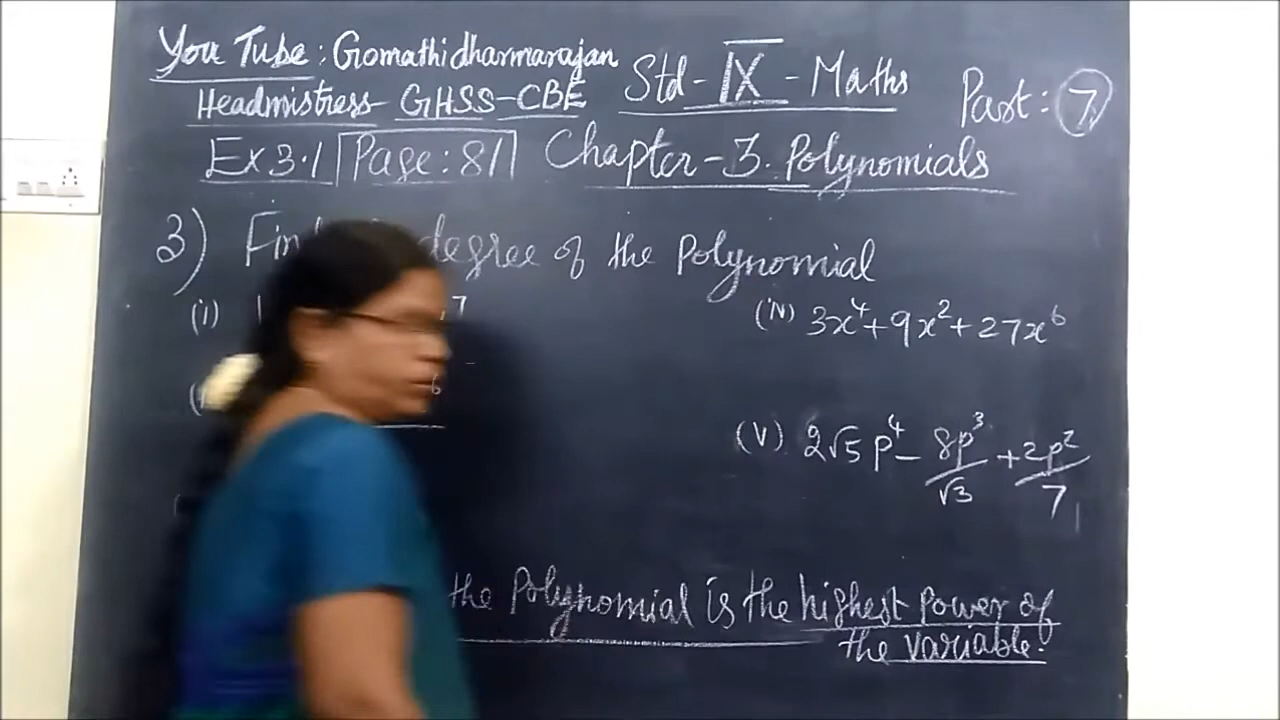 You Tube : Gomathidharmarajan
Headmistress - GHSS - CBE
Std - IX - Maths
Part : 7
Ex 3.1 Page : 81 Chapter - 3. Polynomials
3) Find degree of the Polynomial
(i) 7
(iv) 3x⁴ + 9x² + 27x⁶
6
(v) 2√5 p⁴ - 8p³/√3 + 2p²/7
the Polynomial is the highest Power of
the variable.